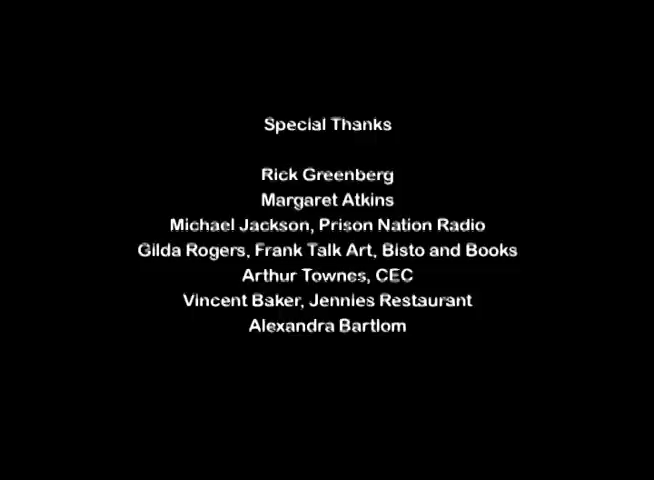 Special Thanks
Rick Greenberg
Margaret Atkins
Michael Jackson, Prison Nation Radio
Gilda Rogers, Frank Talk Art, Bisto and Books
Arthur Townes, CEC
Vincent Baker, Jennies Restaurant
Alexandra Bartlom